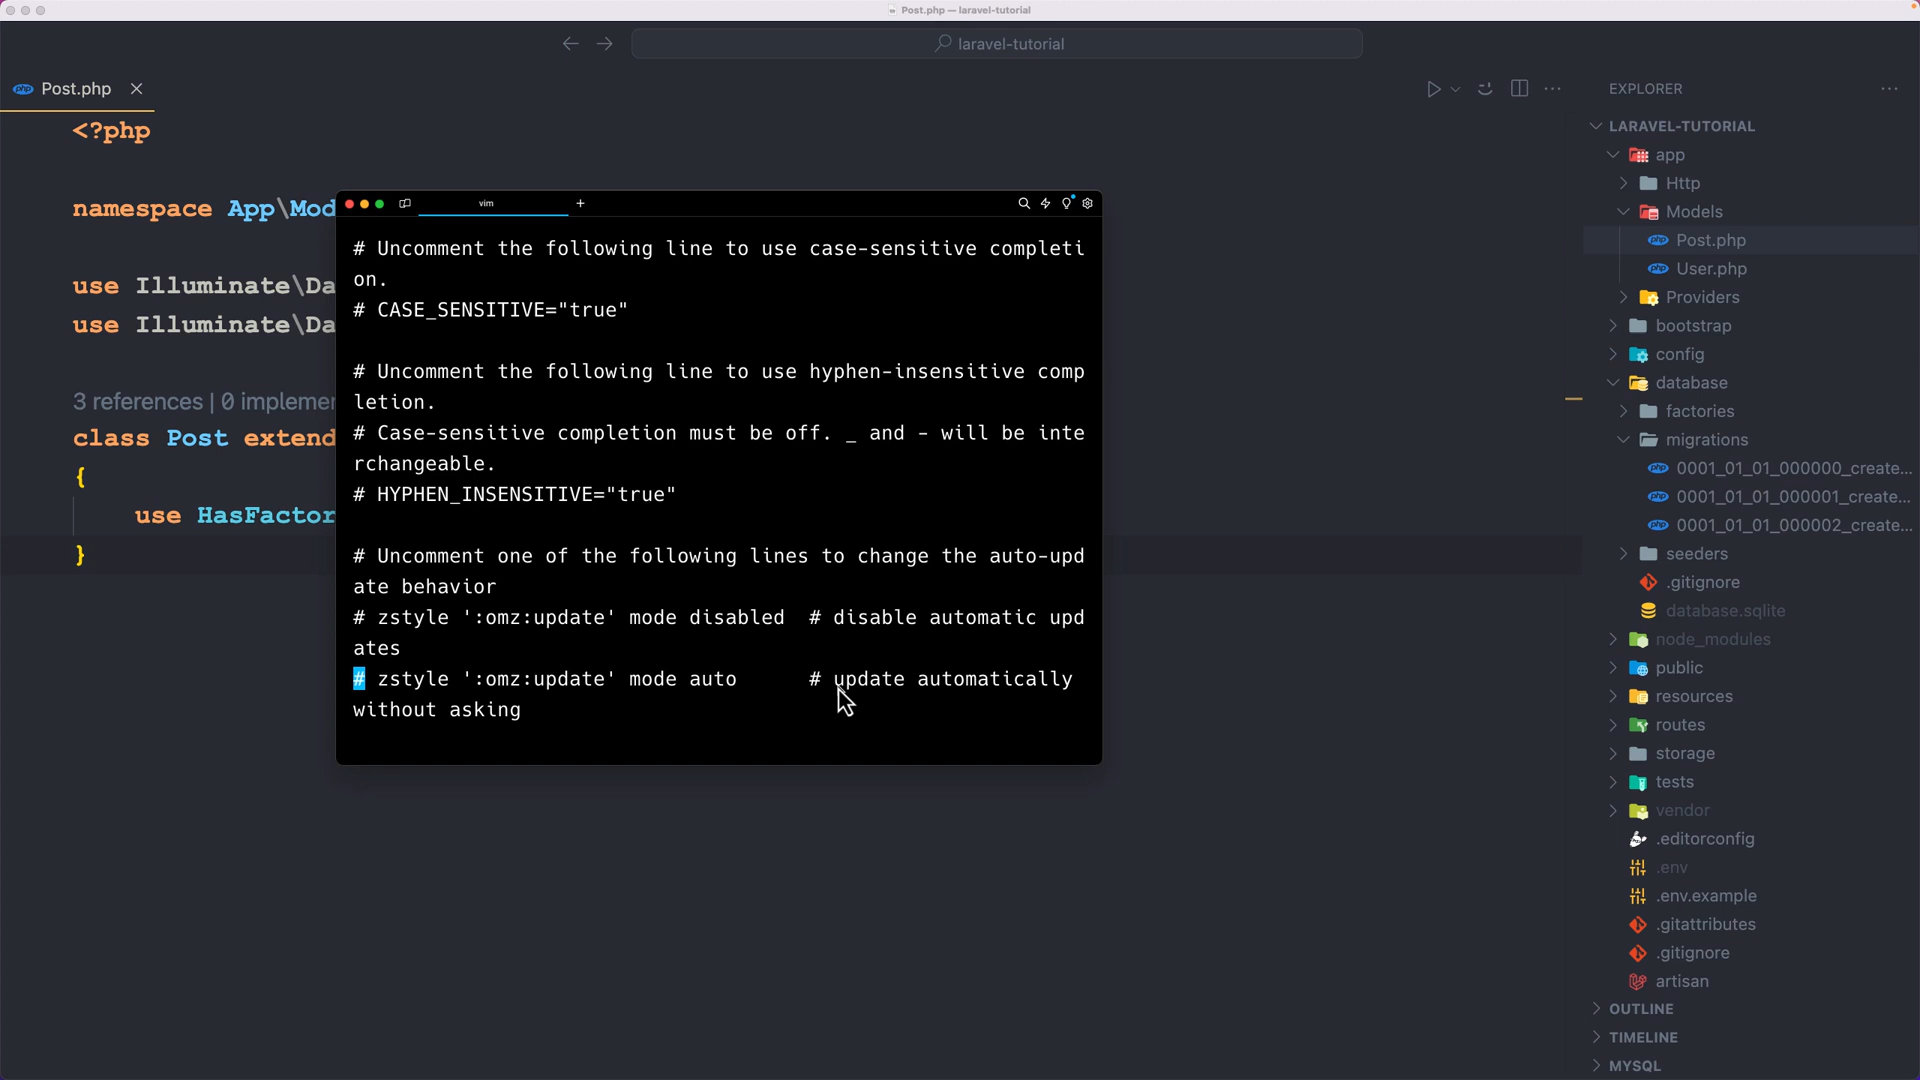 Post.php — laravel-tutorial
laravel-tutorial
php Post.php
<?php
namespace App\Mod
use Illuminate\Da
use Illuminate\Da
3 references | 0 implemen
class Post extend
{
use HasFactor
}
vim
# Uncomment the following line to use case-sensitive completi
on.
# CASE_SENSITIVE="true"
# Uncomment the following line to use hyphen-insensitive comp
letion.
# Case-sensitive completion must be off. _ and - will be inte
rchangeable.
# HYPHEN_INSENSITIVE="true"
# Uncomment one of the following lines to change the auto-upd
ate behavior
# zstyle ':omz:update' mode disabled  # disable automatic upd
ates
# zstyle ':omz:update' mode auto      # update automatically
without asking
EXPLORER
LARAVEL-TUTORIAL
app
Http
Models
php Post.php
php User.php
Providers
bootstrap
config
database
factories
migrations
php 0001_01_01_000000_create...
php 0001_01_01_000001_create...
php 0001_01_01_000002_create...
seeders
.gitignore
database.sqlite
node_modules
public
resources
routes
storage
tests
vendor
.editorconfig
.env
.env.example
.gitattributes
.gitignore
artisan
OUTLINE
TIMELINE
MYSQL